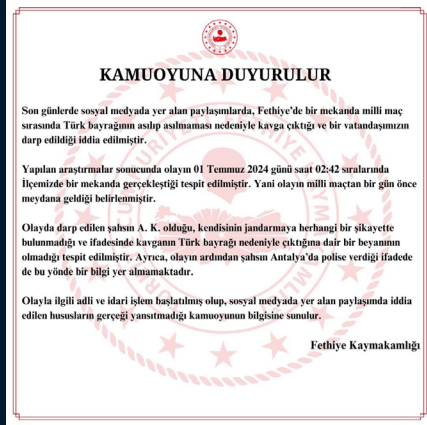 KAMUOYUNA DUYURULUR
Son günlerde sosyal medyada yer alan paylaşımlarda, Fethiye'de bir mekanda milli maç
sırasında Türk bayrağının asılıp asılmaması nedeniyle kavga çıktığı ve bir vatandaşımızın
darp edildiği iddia edilmiştir.
Yapılan araştırmalar sonucunda olayın 01 Temmuz 2024 günü saat 02:42 sıralarında
İlçemizde bir mekanda gerçekleştiği tespit edilmiştir. Yani olayın milli maçtan bir gün önce
meydana geldiği belirlenmiştir.
Olayda darp edilen şahsın A. K. olduğu, kendisinin jandarmaya herhangi bir şikayette
bulunmadığı ve ifadesinde kavganın Türk bayrağı nedeniyle çıktığına dair bir beyanının
olmadığı tespit edilmiştir. Ayrıca, olayın ardından şahsın Antalya'da polise verdiği ifadede
de bu yönde bir bilgi yer almamaktadır.
Olayla ilgili adli ve idari işlem başlatılmış olup, sosyal medyada yer alan paylaşımda iddia
edilen hususların gerçeği yansıtmadığı kamuoyunun bilgisine sunulur.
Fethiye Kaymakamlığı